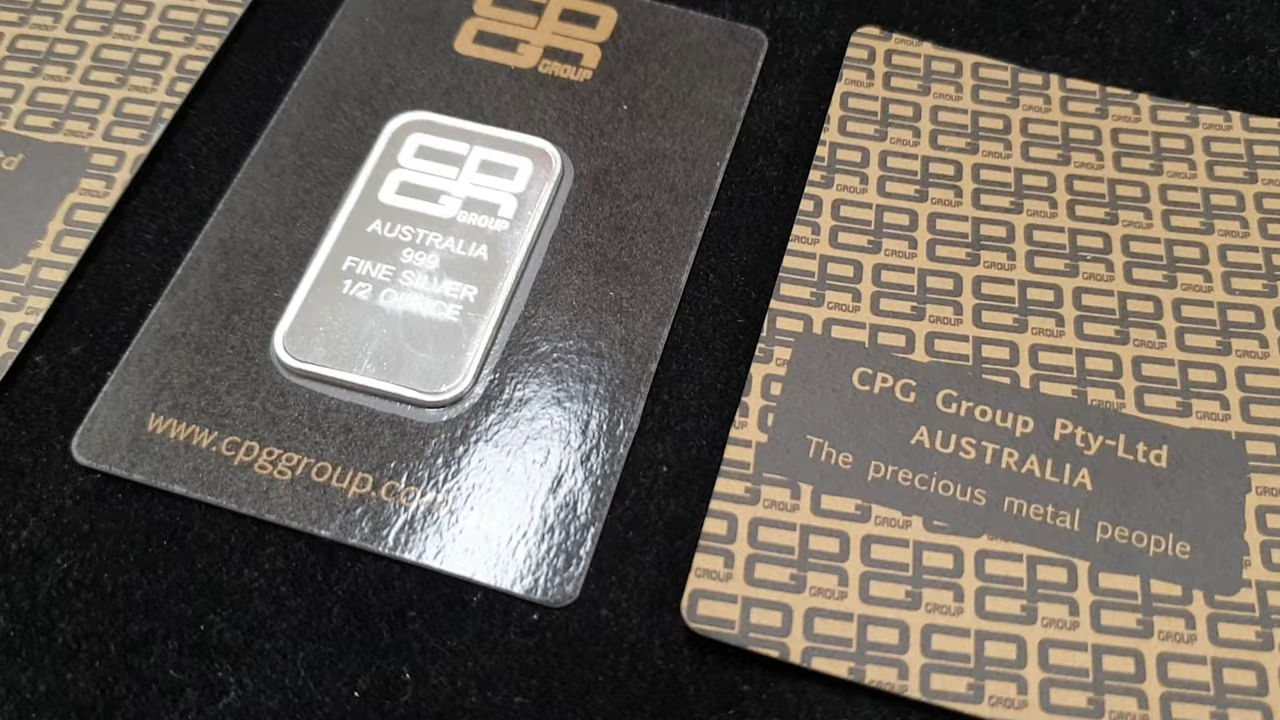 CPG
GROUP
CPG
GROUP
AUSTRALIA
999
FINE SILVER
1/2 OUNCE
www.cpggroup.co
CPG Group Pty-Ltd
AUSTRALIA
The precious metal people